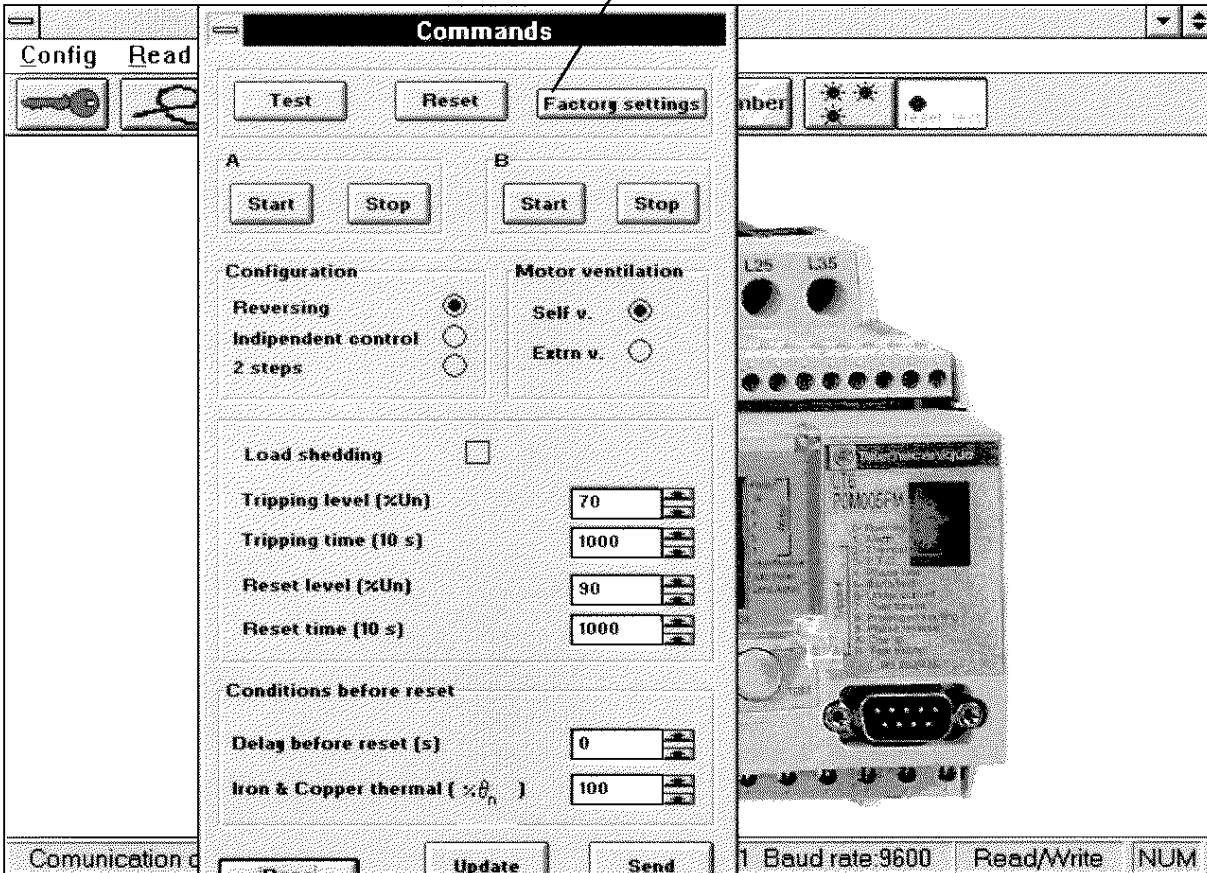 Commands
Config Read
Test Reset Factory settings
nber
reset test
A B
Start Stop Start Stop
Configuration
Reversing
Indipendent control
2 steps
Motor ventilation
Self v.
Extrn v.
L25 L35
Load shedding
Tripping level (%Un) 70
Tripping time (10 s) 1000
Reset level (%Un) 90
Reset time (10 s) 1000
telemecanique
Conditions before reset
Delay before reset (s) 0
Iron & Copper thermal ( %θn ) 100
Update Send
Comunication
1 Baud rate:9600 Read/Write NUM